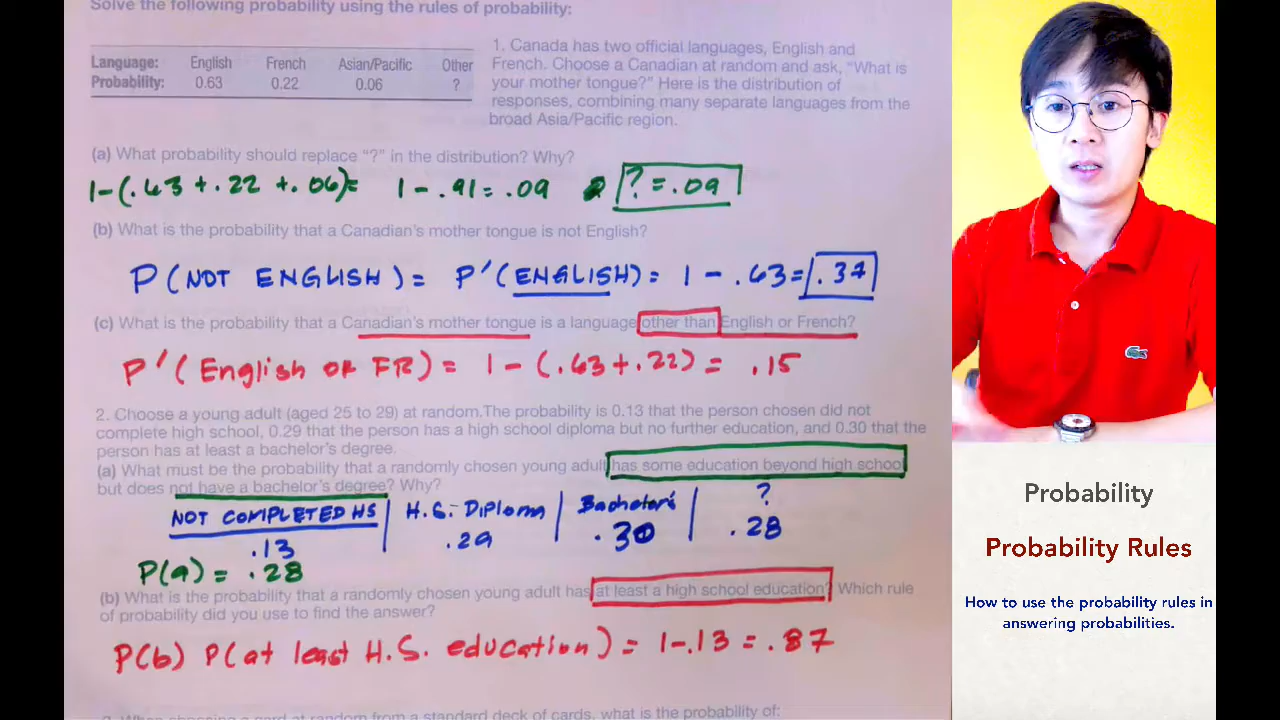 Solve the following probability using the rules of probability:
Language: English French Asian/Pacific Other
Probability: 0.63 0.22 0.06 ?
1. Canada has two official languages, English and
French. Choose a Canadian at random and ask, “What is
your mother tongue?” Here is the distribution of
responses, combining many separate languages from the
broad Asia/Pacific region.
(a) What probability should replace “?” in the distribution? Why?
1-(.63+.22 +.06)= 1 - .91 = .09 ? = .09
(b) What is the probability that a Canadian's mother tongue is not English?
P(NOT ENGLISH) = P'(ENGLISH) = 1 - .63 = .37
(c) What is the probability that a Canadian's mother tongue is a language other than English or French?
P'(English OR FR) = 1 - (.63+.22) = .15
2. Choose a young adult (aged 25 to 29) at random.The probability is 0.13 that the person chosen did not
complete high school, 0.29 that the person has a high school diploma but no further education, and 0.30 that the
person has at least a bachelor's degree.
(a) What must be the probability that a randomly chosen young adult has some education beyond high school
but does not have a bachelor's degree? Why?
NOT COMPLETED HS H.S.-Diploma Bachelor's ?
.13 .29 .30 .28
P(a) = .28
(b) What is the probability that a randomly chosen young adult has at least a high school education? Which rule
of probability did you use to find the answer?
P(b) P(at least H.S. education) = 1-.13 = .87
from a standard deck of cards, what is the probability of:
Probability
Probability Rules
How to use the probability rules in
answering probabilities.